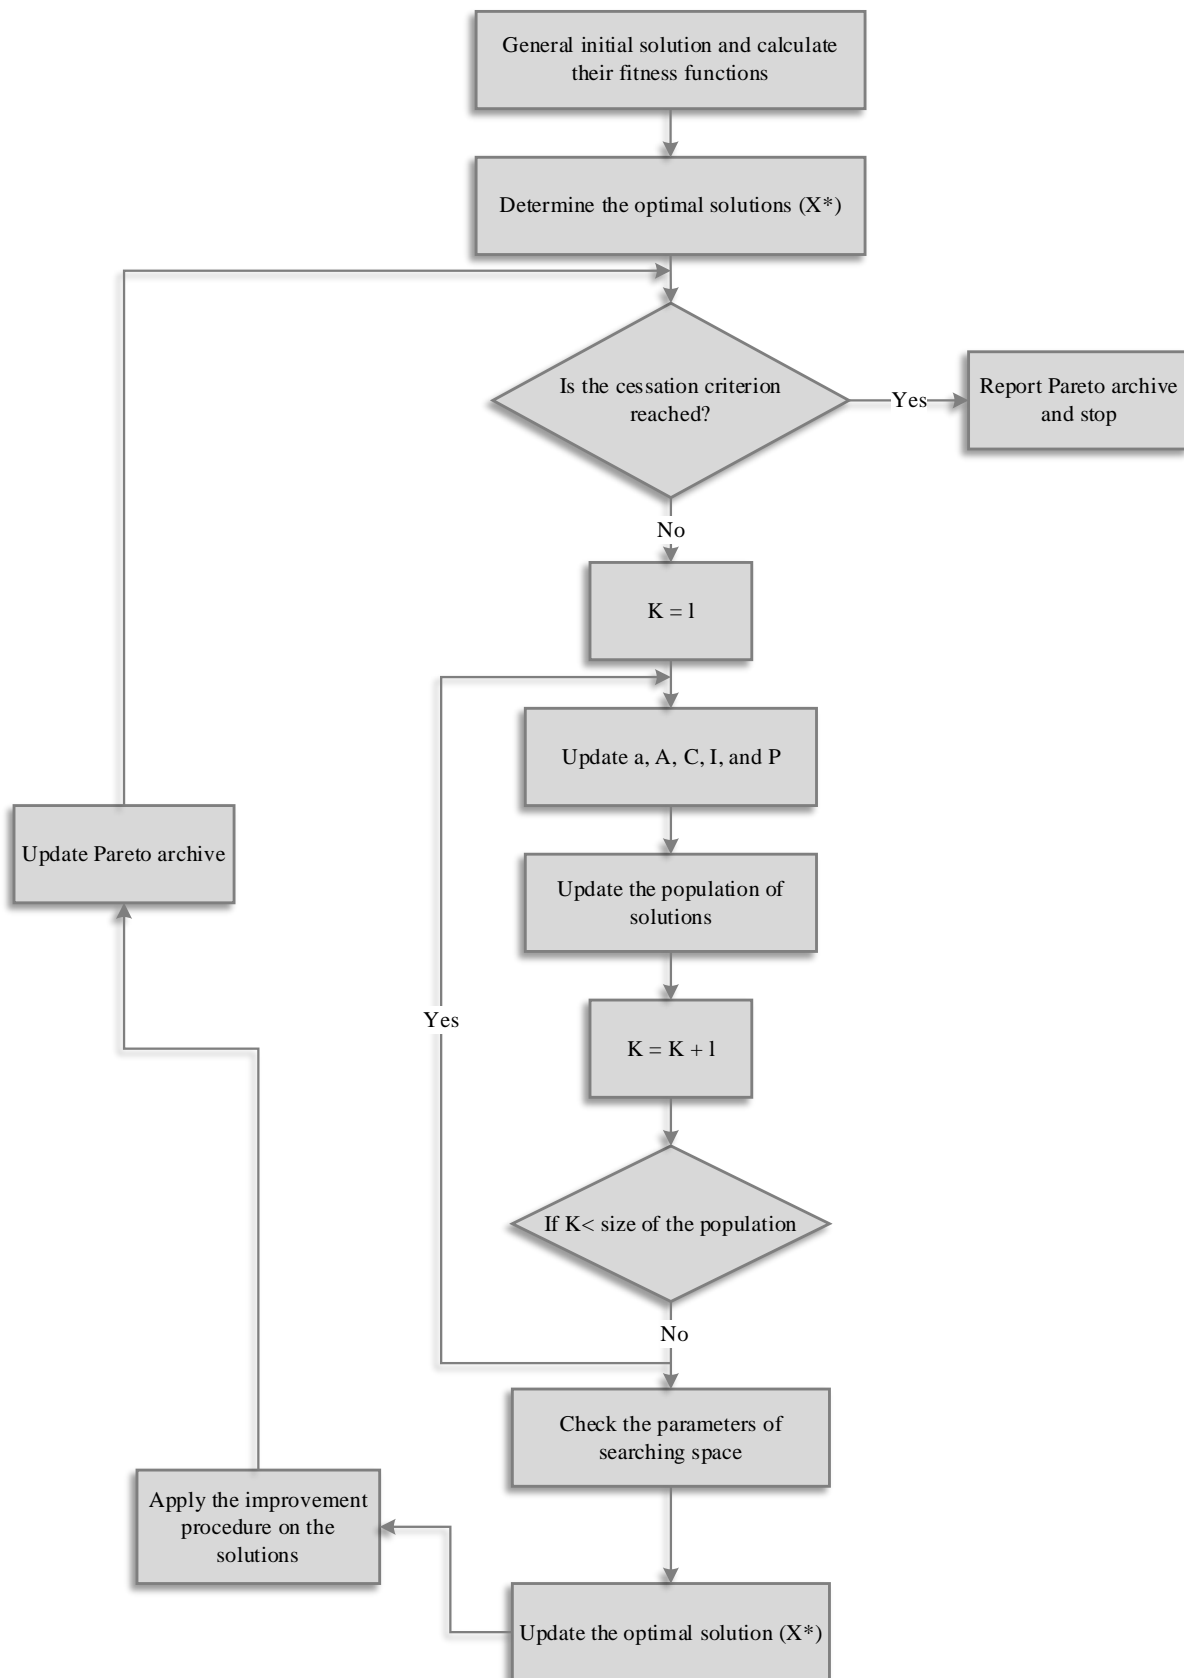 General initial solution and calculate
their fitness functions
Determine the optimal solutions (X*)
Is the cessation criterion
reached?
Yes
Report Pareto archive
and stop
No
K = l
Update a, A, C, I, and P
Update Pareto archive
Update the population of
solutions
Yes
K = K + l
If K< size of the population
No
Check the parameters of
searching space
Apply the improvement
procedure on the
solutions
Update the optimal solution (X*)